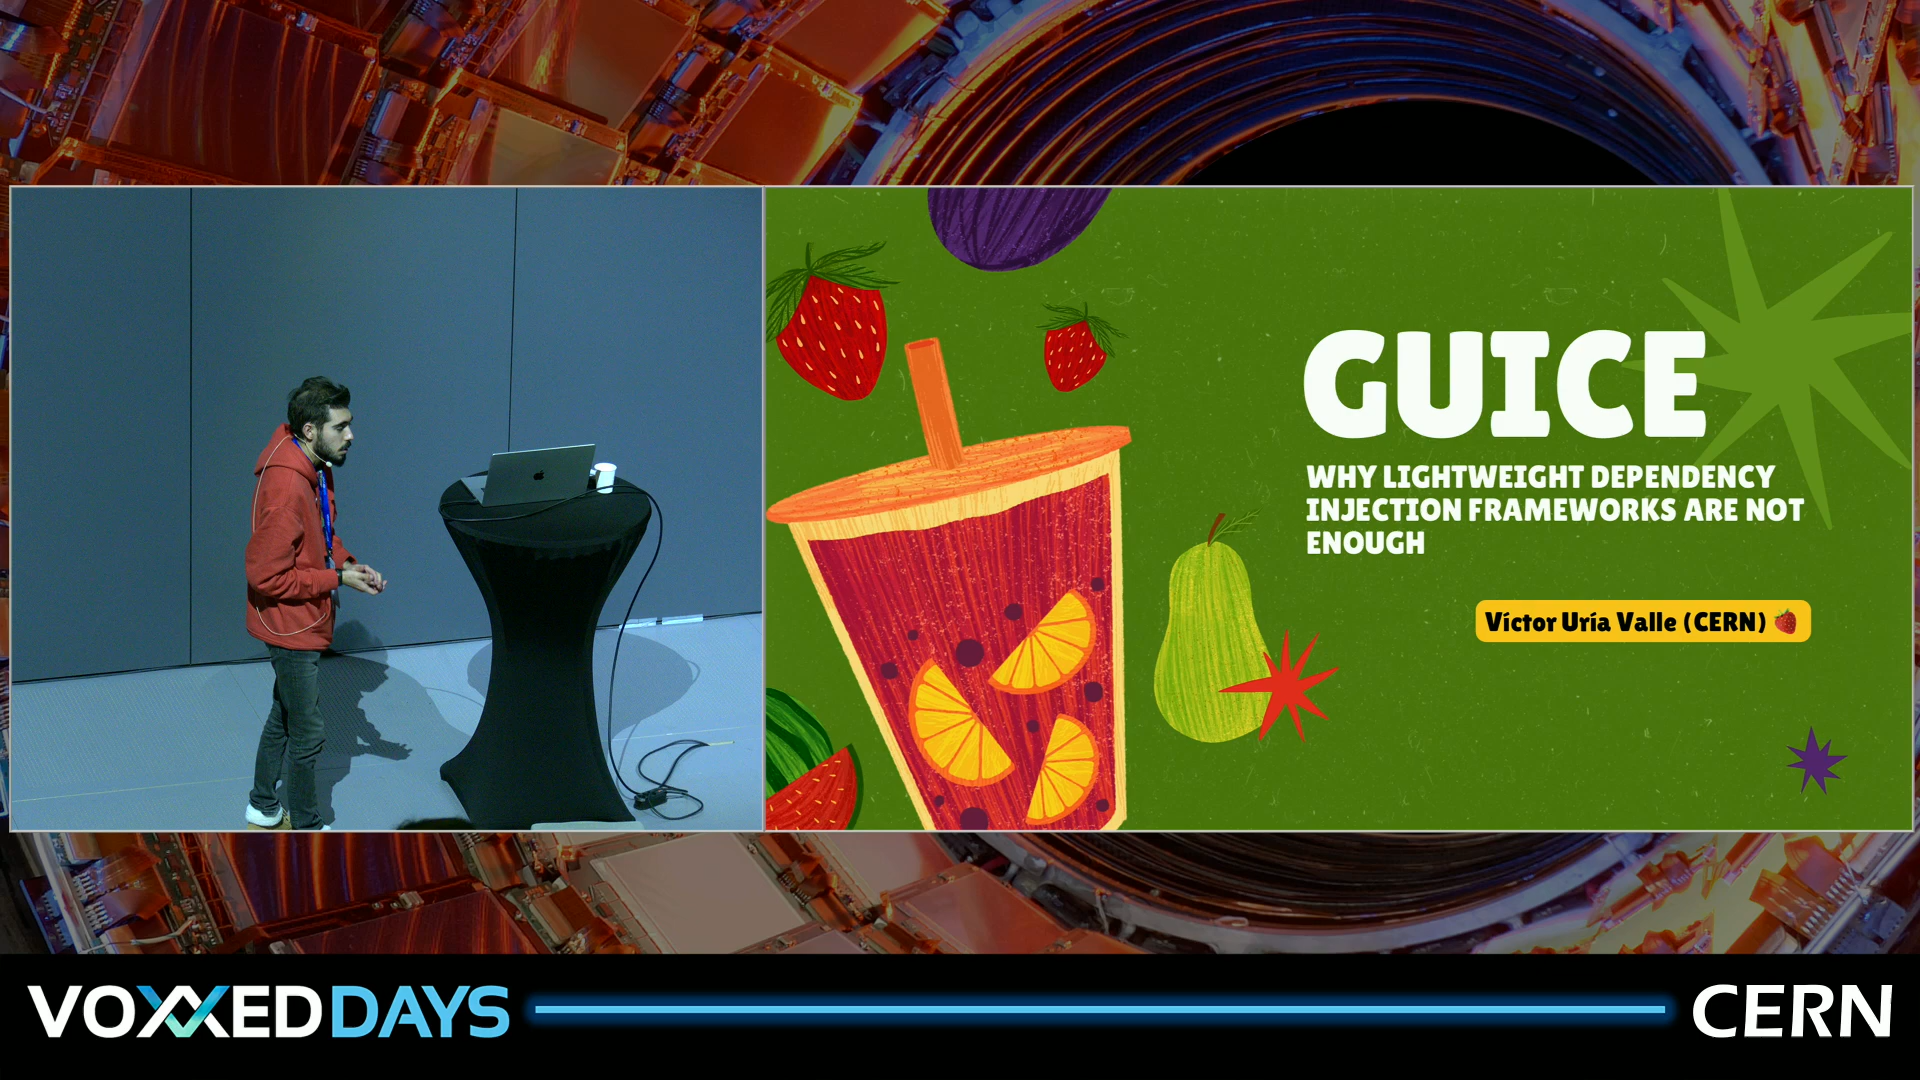 GUICE
WHY LIGHTWEIGHT DEPENDENCY
INJECTION FRAMEWORKS ARE NOT
ENOUGH
Víctor Uría Valle (CERN)
VOXXEDDAYS
CERN